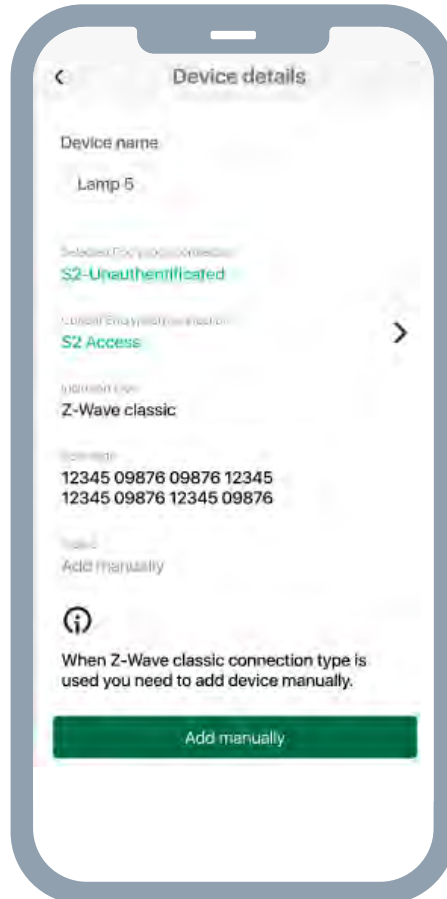 Device details
Device name
Lamp 5
S2-Unauthentificated
S2 Access
Z-Wave classic
12345 09876 09876 12345
12345 09876 12345 09876
Add manually
When Z-Wave classic connection type is
used you need to add device manually.
Add manually